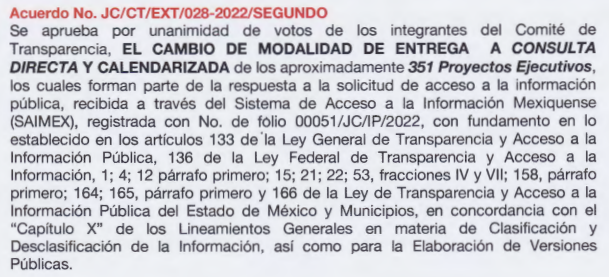 Acuerdo No. JC/CT/EXT/028-2022/SEGUNDO
Se aprueba por unanimidad de votos de los integrantes del Comité de
Transparencia, EL CAMBIO DE MODALIDAD DE ENTREGA A CONSULTA
DIRECTA Y CALENDARIZADA de los aproximadamente 351 Proyectos Ejecutivos,
los cuales forman parte de la respuesta a la solicitud de acceso a la información
pública, recibida a través del Sistema de Acceso a la Información Mexiquense
(SAIMEX), registrada con No. de folio 00051/JC/IP/2022, con fundamento en lo
establecido en los artículos 133 de la Ley General de Transparencia y Acceso a la
Información Pública, 136 de la Ley Federal de Transparencia y Acceso a la
Información, 1; 4; 12 párrafo primero; 15; 21; 22; 53, fracciones IV y VII; 158, párrafo
primero; 164; 165, párrafo primero y 166 de la Ley de Transparencia y Acceso a la
Información Pública del Estado de México y Municipios, en concordancia con el
“Capítulo X” de los Lineamientos Generales en materia de Clasificación y
Desclasificación de la Información, así como para la Elaboración de Versiones
Públicas.